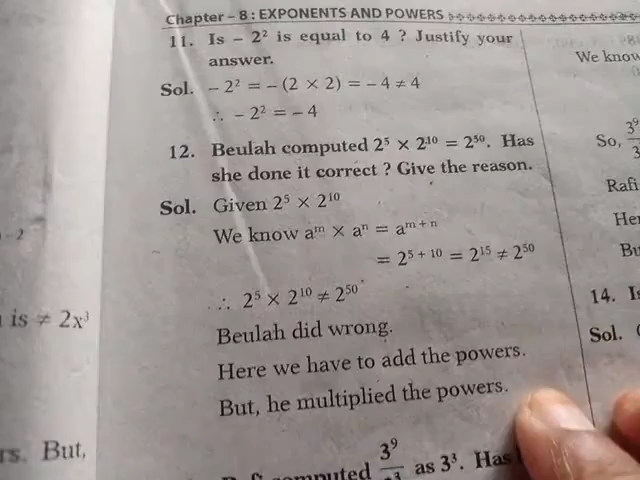 Chapter – 8 : EXPONENTS AND POWERS
11. Is – 2² is equal to 4 ? Justify your
answer.
Sol. – 2² = – (2 × 2) = – 4 ≠ 4
∴ – 2² = – 4
12. Beulah computed 2⁵ × 2¹⁰ = 2⁵⁰. Has
she done it correct ? Give the reason.
Sol. Given 2⁵ × 2¹⁰
We know aᵐ × aⁿ = aᵐ⁺ⁿ
= 2⁵⁺¹⁰ = 2¹⁵ ≠ 2⁵⁰
∴ 2⁵ × 2¹⁰ ≠ 2⁵⁰
Beulah did wrong.
Here we have to add the powers.
But, he multiplied the powers.
computed 3⁹ as 3³. Has
is ≠ 2x³
But,
We know
So, 3⁹
Rafi
14.
Sol.